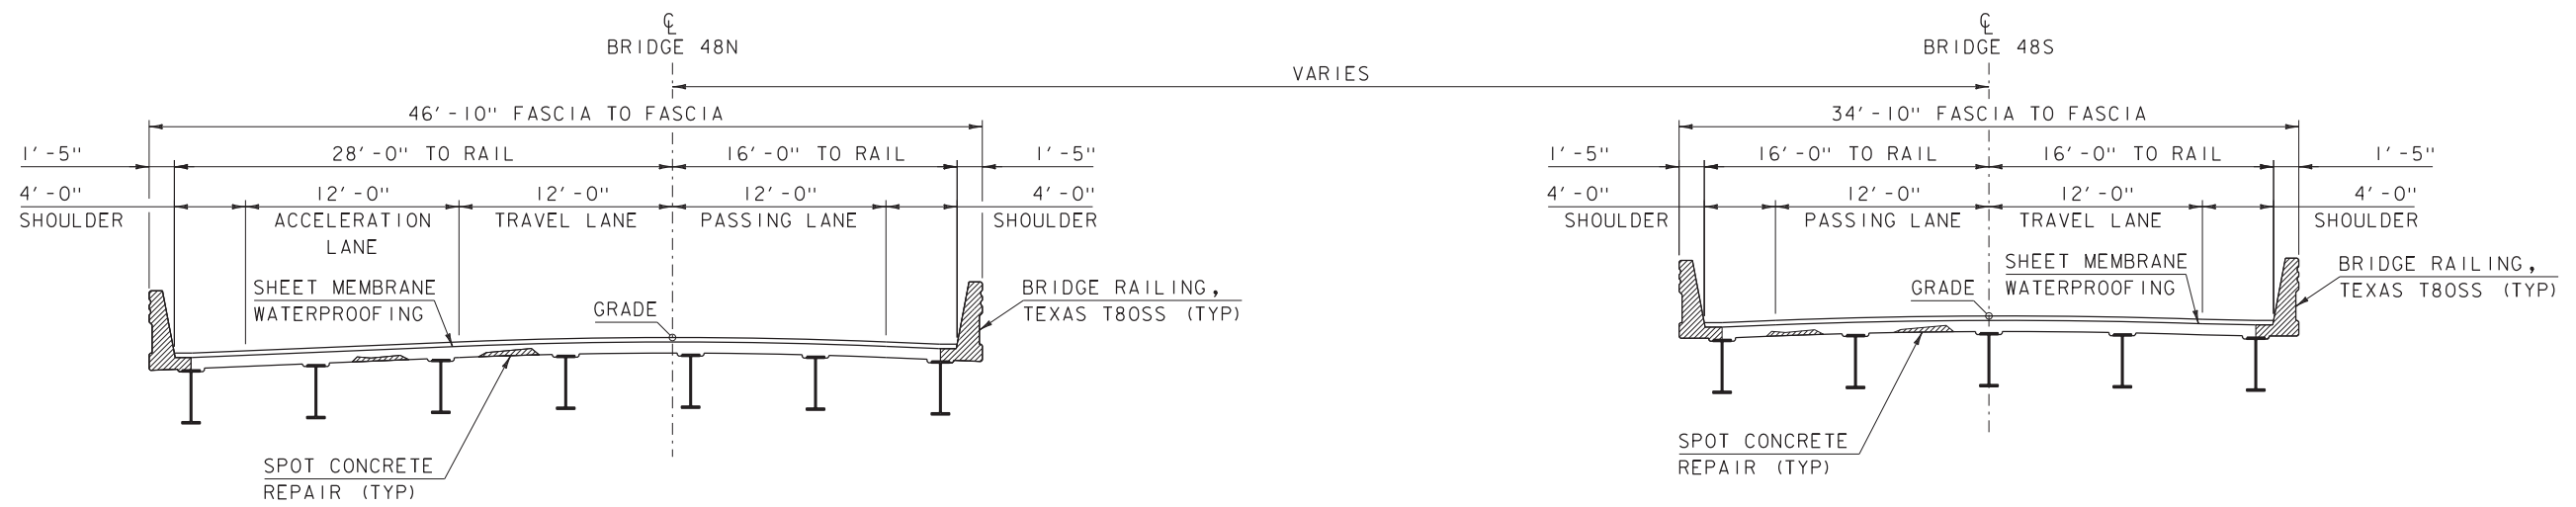 ℄
BRIDGE 48N
℄
BRIDGE 48S
VARIES
46'-10" FASCIA TO FASCIA
1'-5"
28'-0" TO RAIL
16'-0" TO RAIL
1'-5"
4'-0"
SHOULDER
12'-0"
ACCELERATION
LANE
12'-0"
TRAVEL LANE
12'-0"
PASSING LANE
4'-0"
SHOULDER
SHEET MEMBRANE
WATERPROOFING
GRADE
BRIDGE RAILING,
TEXAS T80SS (TYP)
SPOT CONCRETE
REPAIR (TYP)
34'-10" FASCIA TO FASCIA
1'-5"
16'-0" TO RAIL
16'-0" TO RAIL
1'-5"
4'-0"
SHOULDER
12'-0"
PASSING LANE
12'-0"
TRAVEL LANE
4'-0"
SHOULDER
GRADE
SHEET MEMBRANE
WATERPROOFING
BRIDGE RAILING,
TEXAS T80SS (TYP)
SPOT CONCRETE
REPAIR (TYP)